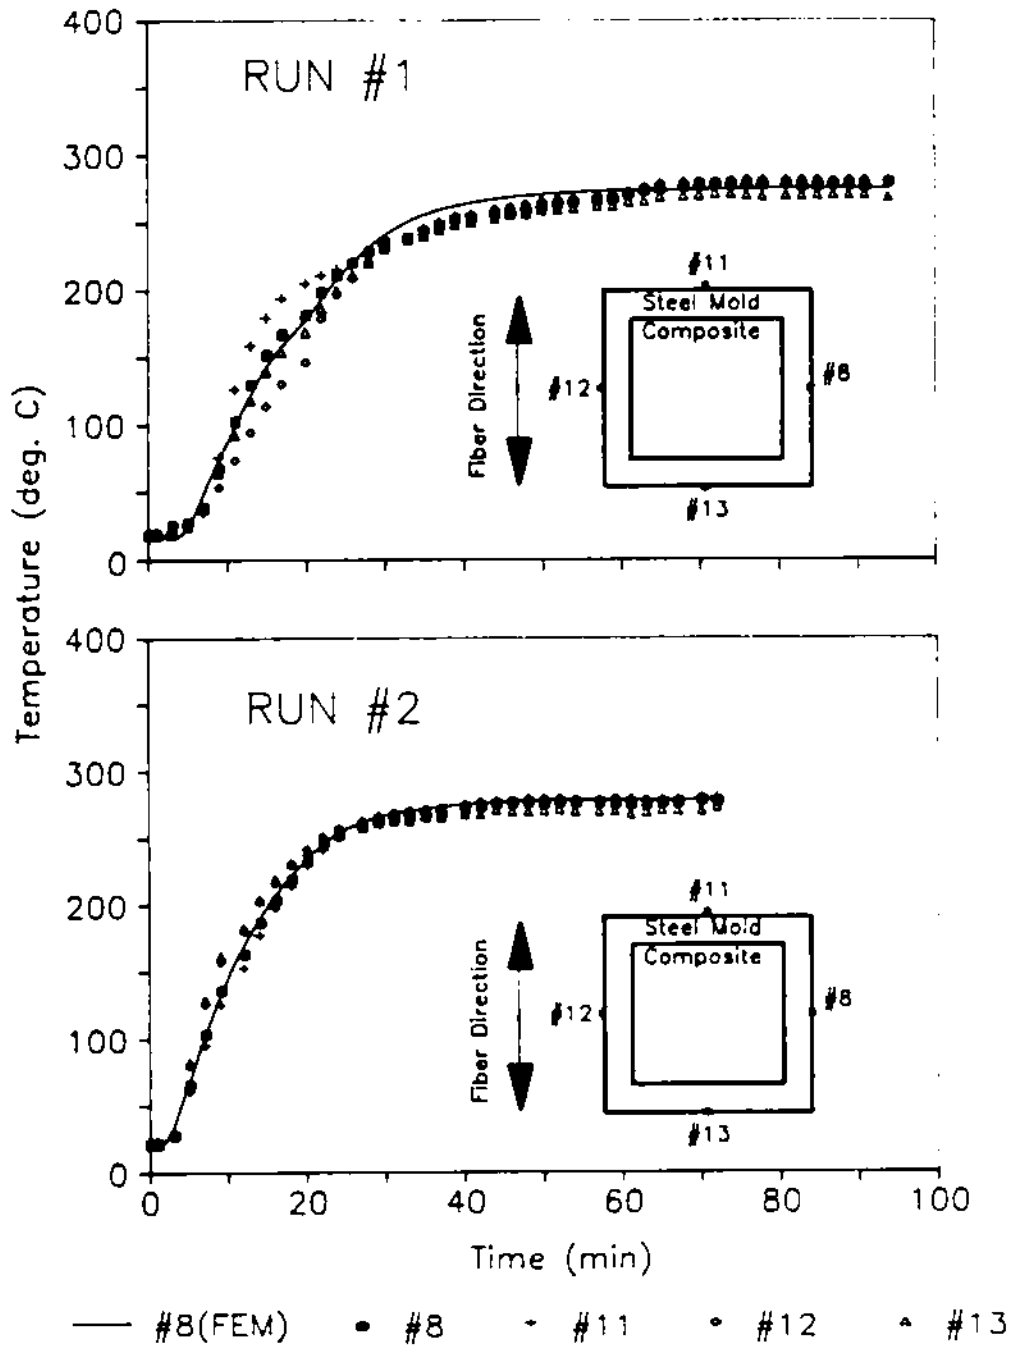 400
RUN #1
300
200
100
0
#11
Steel Mold
Composite
#12
#8
#13
Fiber Direction
Temperature (deg. C)
400
RUN #2
300
200
100
0
#11
Steel Mold
Composite
#12
#8
#13
Fiber Direction
0 20 40 60 80 100
Time (min)
#8(FEM) #8 #11 #12 #13